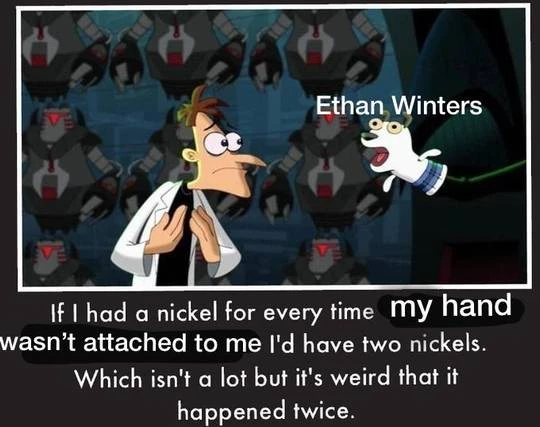 Ethan Winters
If I had a nickel for every time my hand
wasn't attached to me I'd have two nickels.
Which isn't a lot but it's weird that it
happened twice.